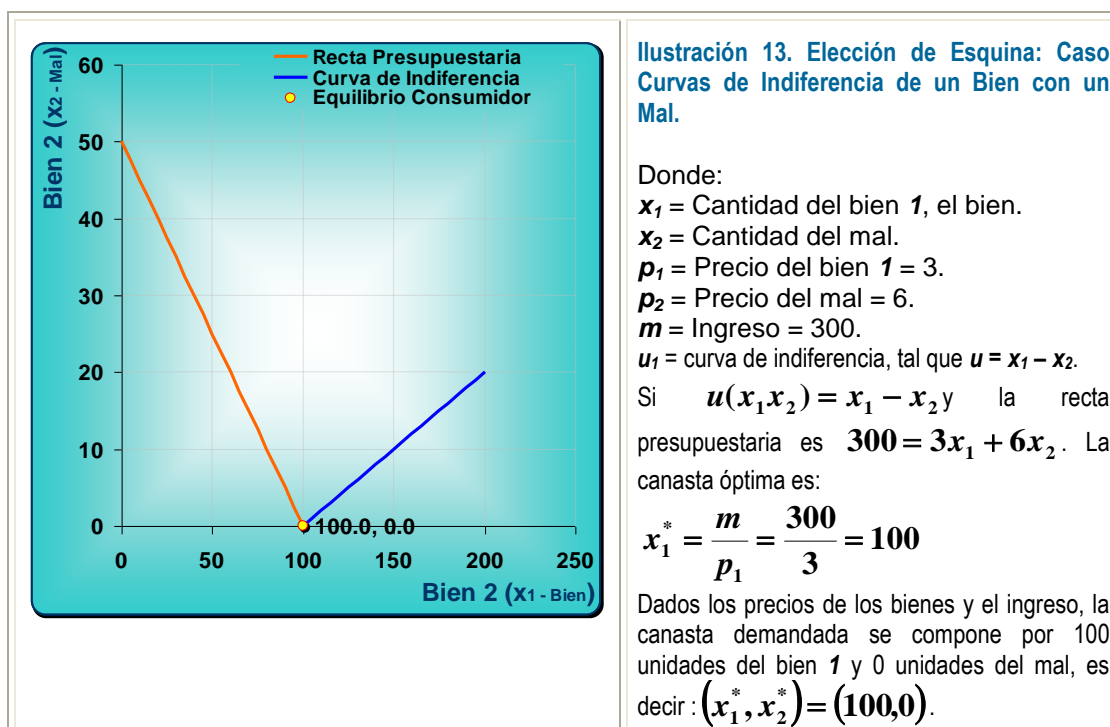 Recta Presupuestaria
Curva de Indiferencia
Equilibrio Consumidor
Bien 2 (x2 - Mal)
60
50
40
30
20
10
0
100.0, 0.0
0 50 100 150 200 250
Bien 2 (x1 - Bien)
Ilustración 13. Elección de Esquina: Caso
Curvas de Indiferencia de un Bien con un
Mal.
Donde:
x1 = Cantidad del bien 1, el bien.
x2 = Cantidad del mal.
p1 = Precio del bien 1 = 3.
p2 = Precio del mal = 6.
m = Ingreso = 300.
u1 = curva de indiferencia, tal que u = x1 – x2.
Si u(x1x2) = x1 − x2 y la recta
presupuestaria es 300 = 3x1 + 6x2. La
canasta óptima es:
x1* = m/p1 = 300/3 = 100
Dados los precios de los bienes y el ingreso, la
canasta demandada se compone por 100
unidades del bien 1 y 0 unidades del mal, es
decir : (x1*, x2*) = (100,0).